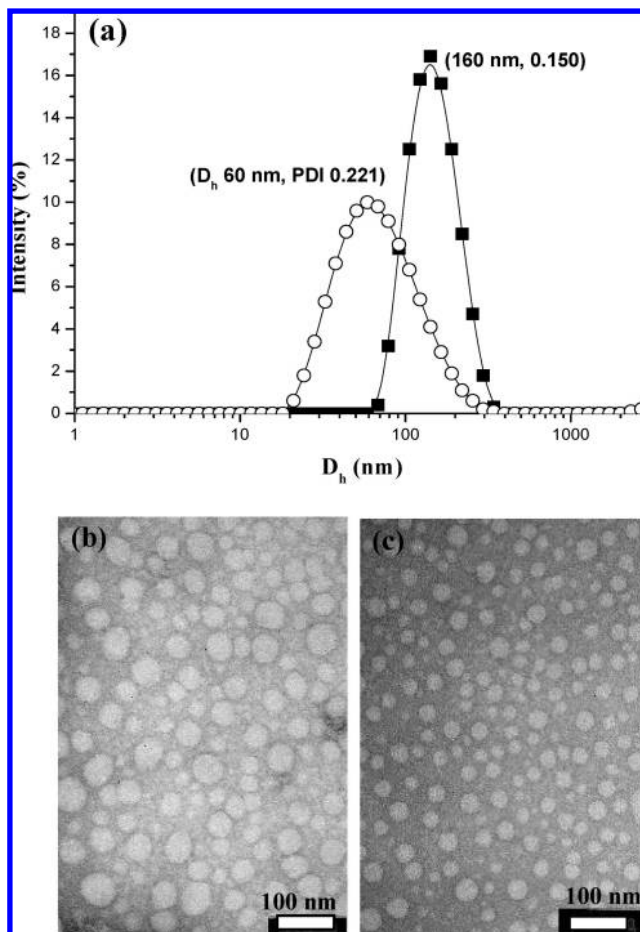 (a)
18
16
14
12
10
8
6
4
2
0
Intensity (%)
(160 nm, 0.150)
(Dₕ 60 nm, PDI 0.221)
1 10 100 1000
Dₕ (nm)
(b)
(c)
100 nm
100 nm